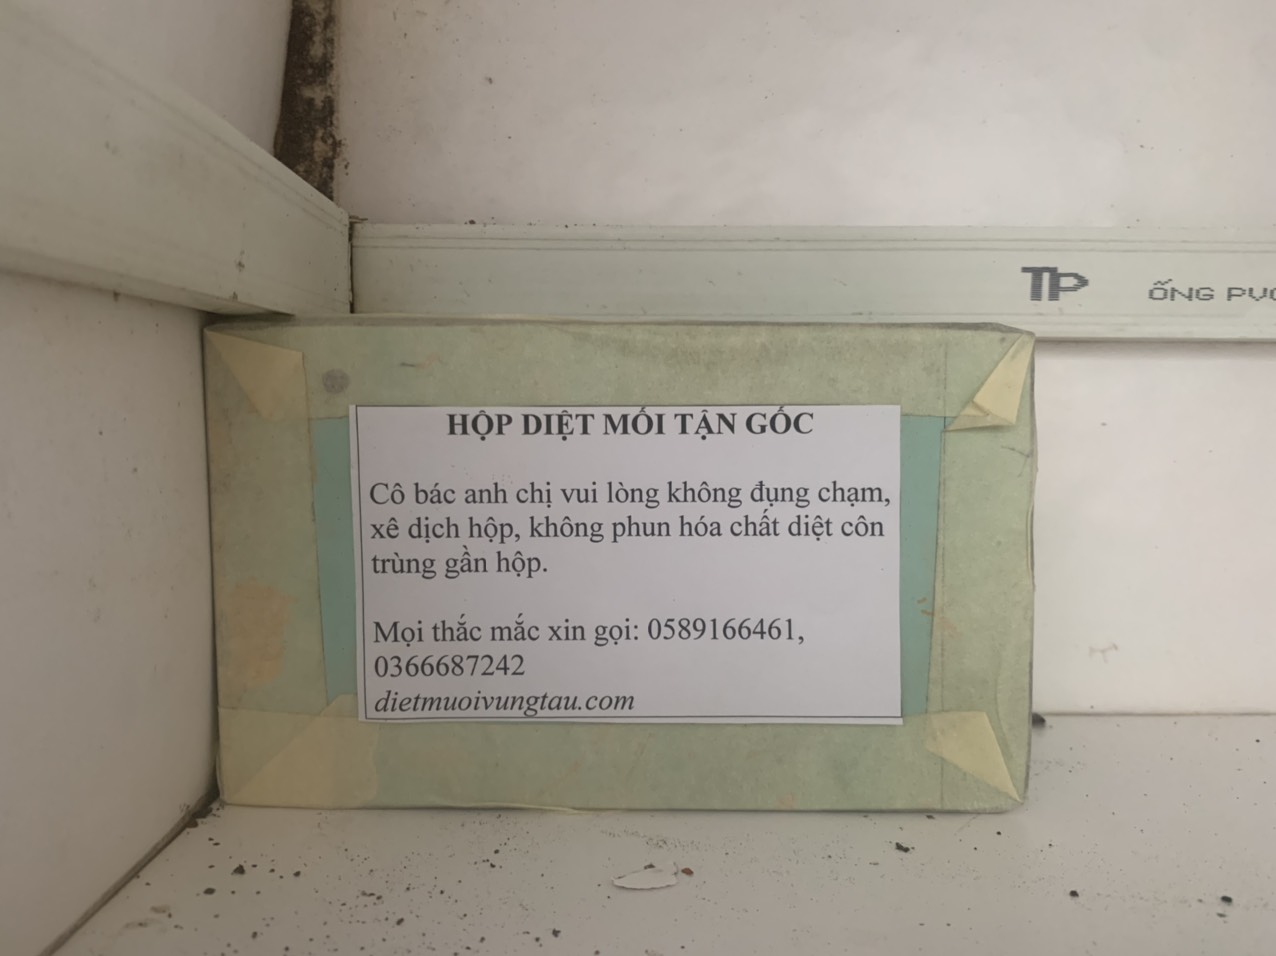 TP ỐNG PVC
HỘP DIỆT MỐI TẬN GỐC
Cô bác anh chị vui lòng không đụng chạm,
xê dịch hộp, không phun hóa chất diệt côn
trùng gần hộp.
Mọi thắc mắc xin gọi: 0589166461,
0366687242
dietmuoivungtau.com